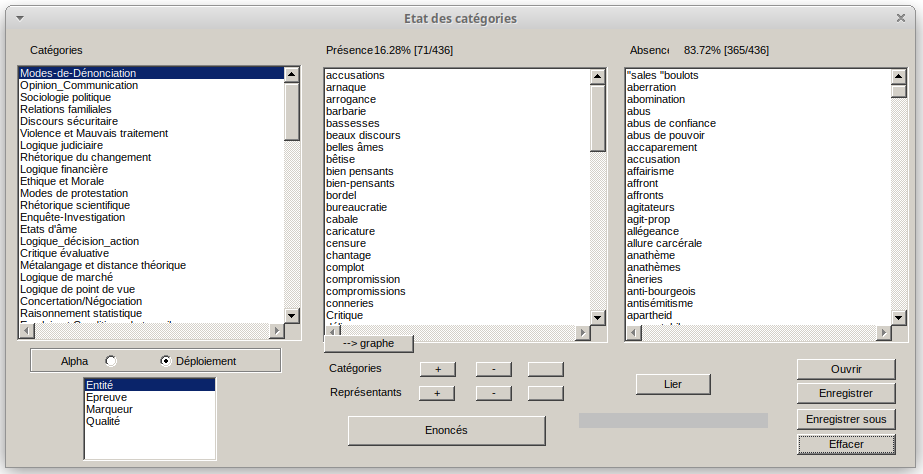 Etat des catégories
Catégories
Présence 16.28% [71/436]
Absence 83.72% [365/436]
Modes-de-Dénonciation
Opinion_Communication
Sociologie politique
Relations familiales
Discours sécuritaire
Violence et Mauvais traitement
Logique judiciaire
Rhétorique du changement
Logique financière
Ethique et Morale
Modes de protestation
Rhétorique scientifique
Enquête-Investigation
Etats d'âme
Logique_décision_action
Critique évaluative
Métalangage et distance théorique
Logique de marché
Logique de point de vue
Concertation/Négociation
Raisonnement statistique
accusations
arnaque
arrogance
barbarie
bassesses
beaux discours
belles âmes
bêtise
bien pensants
bien-pensants
bordel
bureaucratie
cabale
caricature
censure
chantage
complot
compromission
compromissions
conneries
Critique
"sales "boulots
aberration
abomination
abus
abus de confiance
abus de pouvoir
accaparement
accusation
affairisme
affront
affronts
agitateurs
agit-prop
allégeance
allure carcérale
anathème
anathèmes
âneries
anti-bourgeois
antisémitisme
apartheid
--> graphe
Alpha
Déploiement
Entité
Epreuve
Marqueur
Qualité
Catégories + -
Représentants + -
Enoncés
Lier
Ouvrir
Enregistrer
Enregistrer sous
Effacer